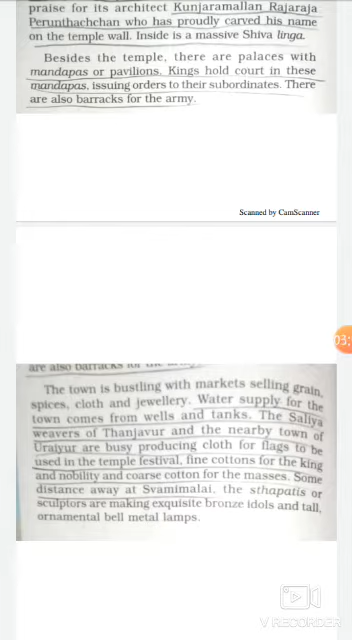 praise for its architect Kunjaramallan Rajaraja
Perunthachchan who has proudly carved his name
on the temple wall. Inside is a massive Shiva linga.
Besides the temple, there are palaces with
mandapas or pavilions. Kings hold court in these
mandapas, issuing orders to their subordinates. There
are also barracks for the army.
Scanned by CamScanner
03:
are also barracks for the
The town is bustling with markets selling grain,
spices, cloth and jewellery. Water supply for the
town comes from wells and tanks. The Saliya
weavers of Thanjavur and the nearby town of
Uraiyur are busy producing cloth for flags to be
used in the temple festival, fine cottons for the king
and nobility and coarse cotton for the masses. Some
distance away at Svamimalai, the sthapatis or
sculptors are making exquisite bronze idols and tall,
ornamental bell metal lamps.
V RECORDER